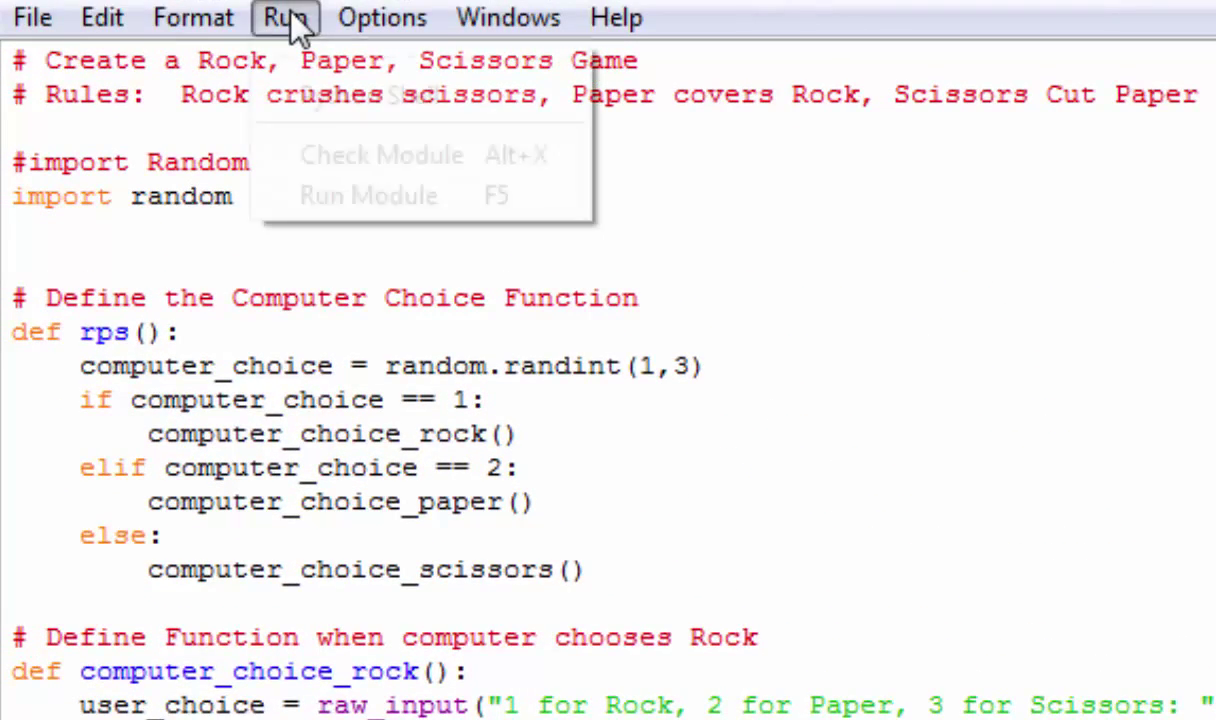 File Edit Format Run Options Windows Help
# Create a Rock, Paper, Scissors Game
# Rules:  Rock crushes scissors, Paper covers Rock, Scissors Cut Paper
Python Shell
Check Module Alt+X
#import Random
Run Module F5
import random
# Define the Computer Choice Function
def rps():
    computer_choice = random.randint(1,3)
    if computer_choice == 1:
        computer_choice_rock()
    elif computer_choice == 2:
        computer_choice_paper()
    else:
        computer_choice_scissors()
# Define Function when computer chooses Rock
def computer_choice_rock():
    user_choice = raw_input("1 for Rock, 2 for Paper, 3 for Scissors: "